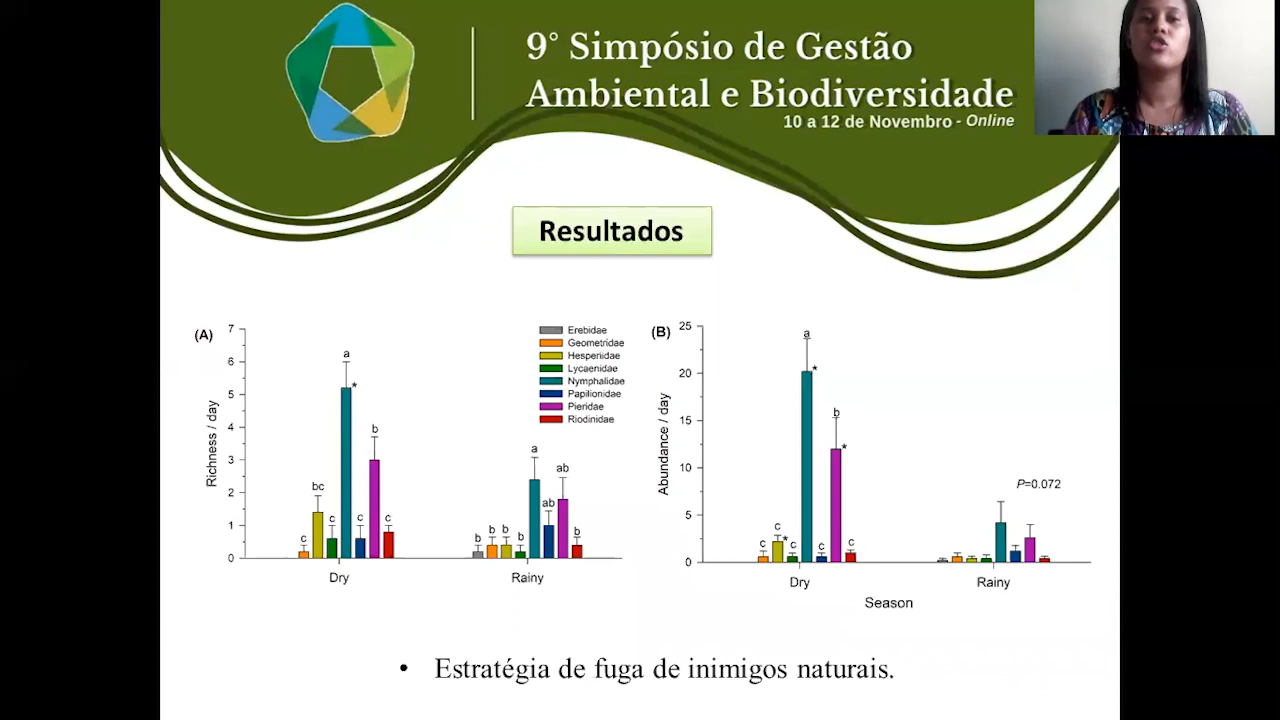 9° Simpósio de Gestão
Ambiental e Biodiversidade
10 a 12 de Novembro - Online
Resultados
(A)
7
6
5
4
3
2
1
0
Richness / day
c
bc
c
a
*
c
b
c
b
b
b
b
a
ab
ab
b
Dry
Rainy
Erebidae
Geometridae
Hesperiidae
Lycaenidae
Nymphalidae
Papilionidae
Pieridae
Riodinidae
(B)
25
20
15
10
5
0
Abundance / day
c
c
*
c
a
*
c
b
*
c
P=0.072
Dry
Rainy
Season
• Estratégia de fuga de inimigos naturais.